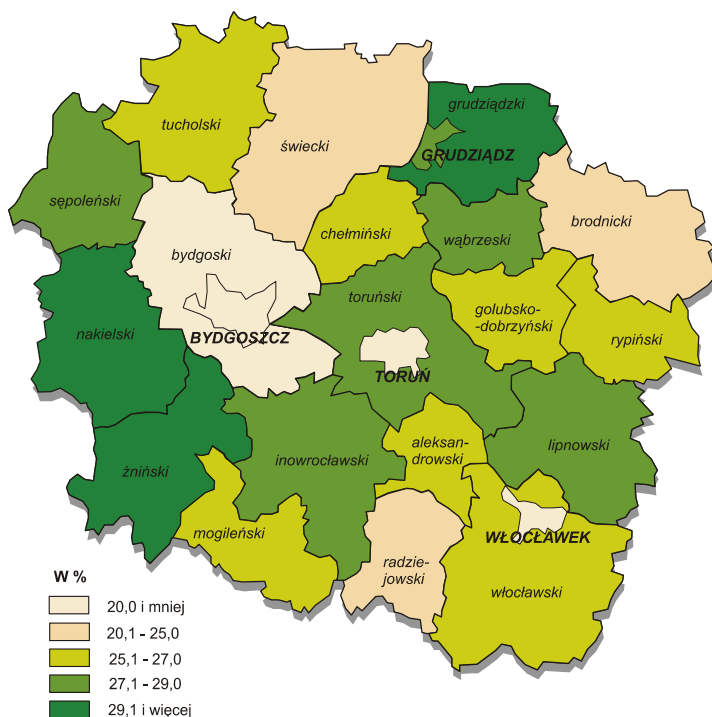 grudziądzki
tucholski
świecki
GRUDZIĄDZ
sępoleński
brodnicki
chełmiński
wąbrzeski
bydgoski
toruński
golubsko-
-dobrzyński
nakielski
BYDGOSZCZ
rypiński
TORUŃ
aleksan-
drowski
lipnowski
inowrocławski
żniński
mogileński
WŁOCŁAWEK
radzie-
jowski
włocławski
W %
20,0 i mniej
20,1 - 25,0
25,1 - 27,0
27,1 - 29,0
29,1 i więcej